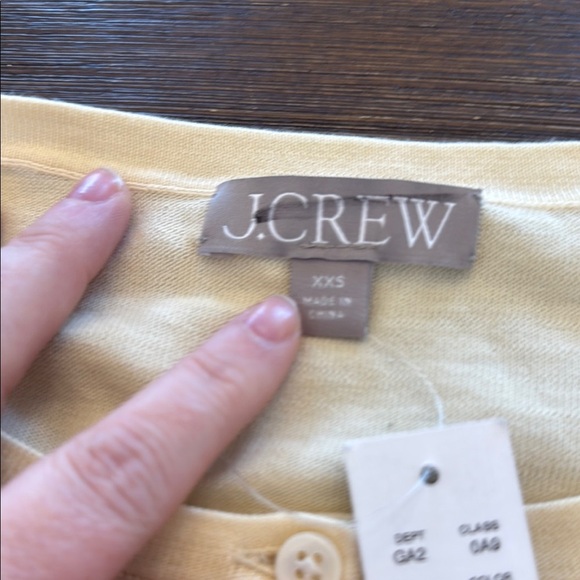 J.CREW
XXS
MADE IN
CHINA
DEPT CLASS
GA2 0A9